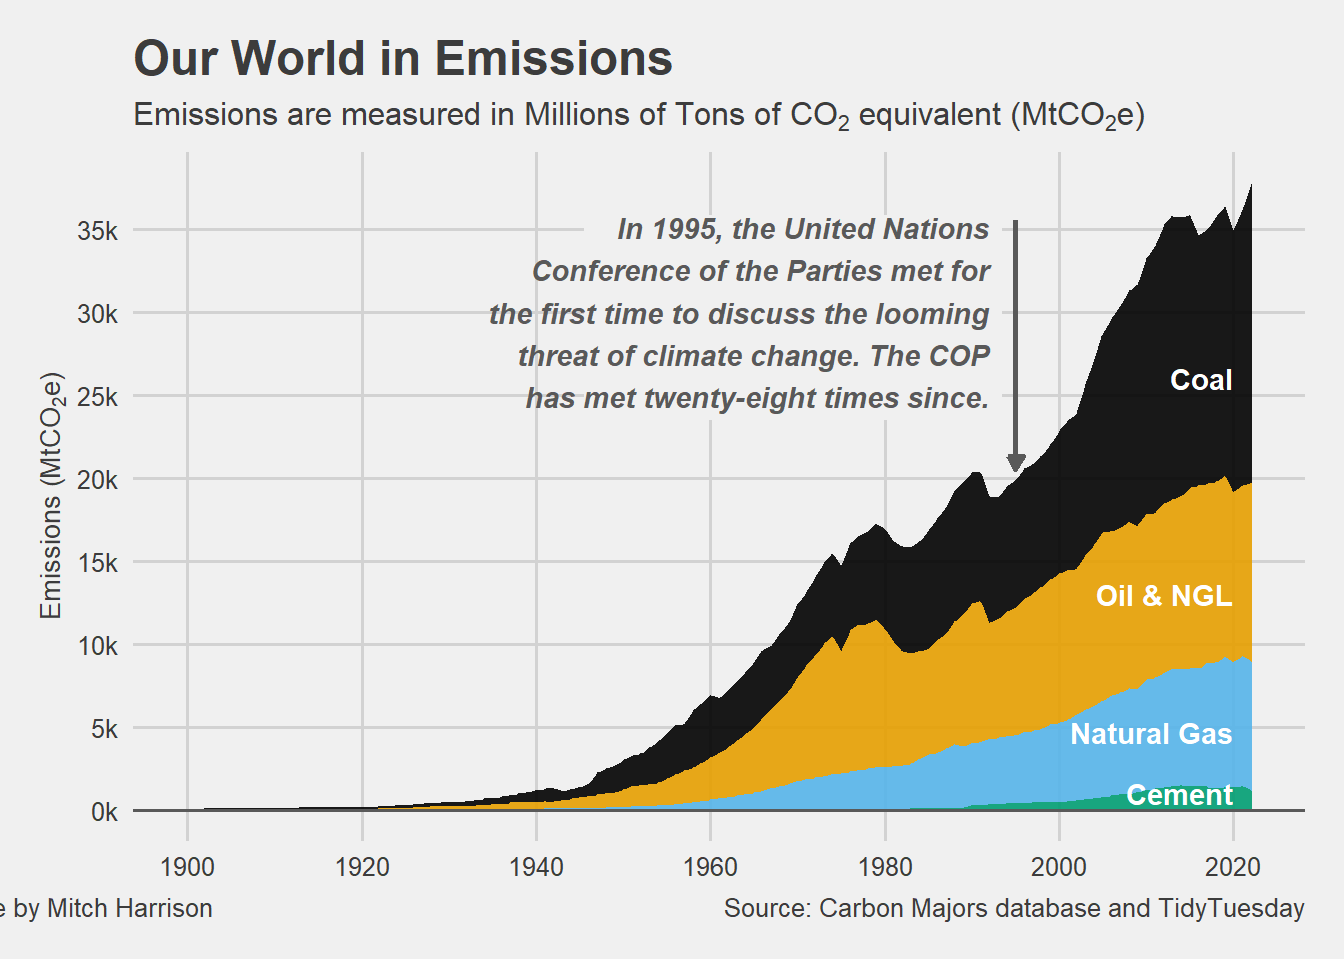 Our World in Emissions
Emissions are measured in Millions of Tons of CO₂ equivalent (MtCO₂e)
Emissions (MtCO₂e)
35k
30k
25k
20k
15k
10k
5k
0k
In 1995, the United Nations
Conference of the Parties met for
the first time to discuss the looming
threat of climate change. The COP
has met twenty-eight times since.
Coal
Oil & NGL
Natural Gas
Cement
1900 1920 1940 1960 1980 2000 2020
by Mitch Harrison
Source: Carbon Majors database and TidyTuesday